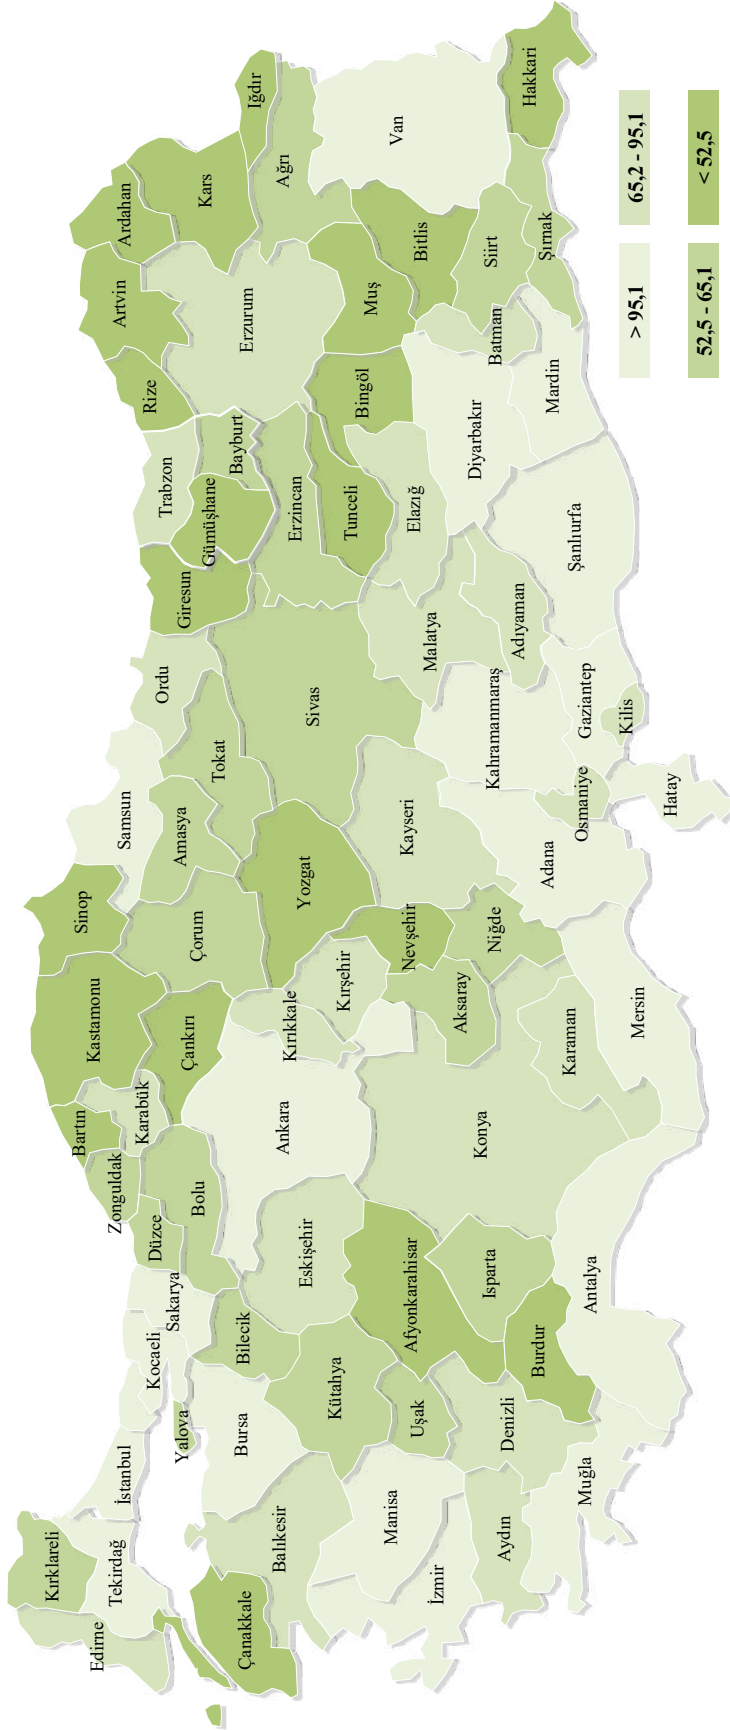 Kırklareli
Edirne
Tekirdağ
İstanbul
Kocaeli
Yalova
Sakarya
Düzce
Zonguldak
Bartın
Karabük
Kastamonu
Sinop
Samsun
Ordu
Giresun
Trabzon
Gümüşhane
Bayburt
Rize
Artvin
Ardahan
Kars
Iğdır
Çanakkale
Balıkesir
Bursa
Bilecik
Bolu
Çankırı
Çorum
Amasya
Tokat
Sivas
Erzincan
Erzurum
Ağrı
Kütahya
Eskişehir
Ankara
Kırıkkale
Kırşehir
Yozgat
Tunceli
Bingöl
Muş
Bitlis
Van
Manisa
İzmir
Uşak
Afyonkarahisar
Konya
Aksaray
Nevşehir
Niğde
Kayseri
Malatya
Elazığ
Diyarbakır
Batman
Siirt
Şırnak
Hakkari
Aydın
Denizli
Isparta
Burdur
Muğla
Antalya
Karaman
Mersin
Adana
Osmaniye
Kahramanmaraş
Adıyaman
Gaziantep
Kilis
Hatay
Şanlıurfa
Mardin
> 95,1
65,2 - 95,1
52,5 - 65,1
< 52,5